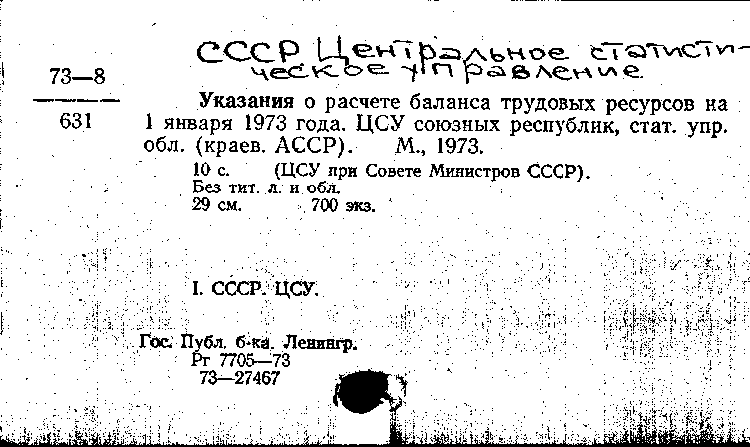 СССР Центральное статисти-
ческое управление
73—8
631
Указания о расчете баланса трудовых ресурсов на
1 января 1973 года. ЦСУ союзных республик, стат. упр.
обл. (краев. АССР). М., 1973.
10 с. (ЦСУ при Совете Министров СССР).
Без тит. л. и обл.
29 см. 700 экз.
I. СССР. ЦСУ.
Гос. Публ. б-ка. Ленингр.
Рт 7705—73
73—27467